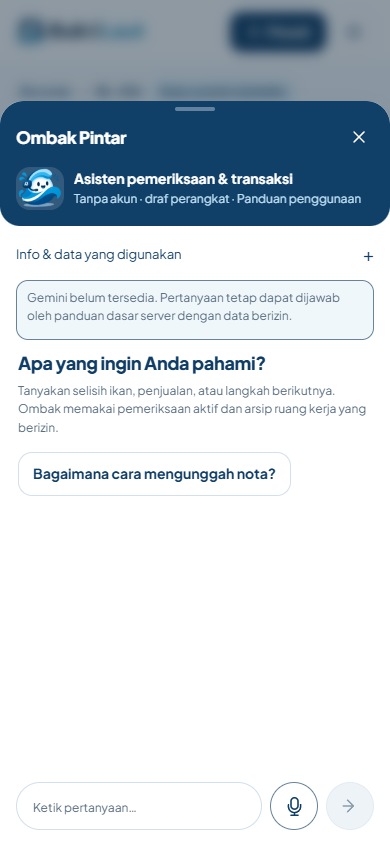 Ombak Pintar
Asisten pemeriksaan & transaksi
Tanpa akun · draf perangkat · Panduan penggunaan
Info & data yang digunakan
Gemini belum tersedia. Pertanyaan tetap dapat dijawab
oleh panduan dasar server dengan data berizin.
Apa yang ingin Anda pahami?
Tanyakan selisih ikan, penjualan, atau langkah berikutnya.
Ombak memakai pemeriksaan aktif dan arsip ruang kerja yang
berizin.
Bagaimana cara mengunggah nota?
Ketik pertanyaan…